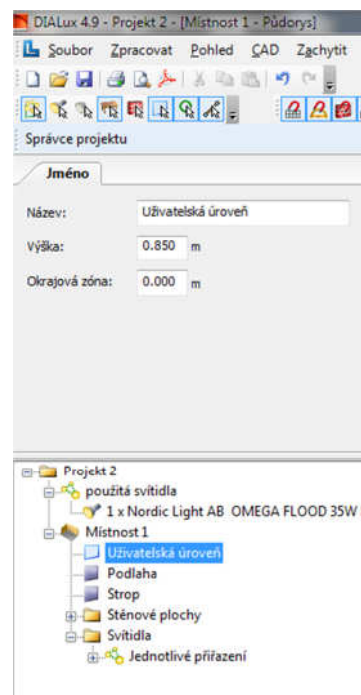 DIALux 4.9 - Projekt 2 - [Místnost 1 - Půdorys]
Soubor Zpracovat Pohled CAD Zachytit
Správce projektu
Jméno
Název: Uživatelská úroveň
Výška: 0.850 m
Okrajová zóna: 0.000 m
Projekt 2
použitá svítidla
1 x Nordic Light AB OMEGA FLOOD 35W
Místnost 1
Uživatelská úroveň
Podlaha
Strop
Sténové plochy
Svítidla
Jednotlivé přiřazení